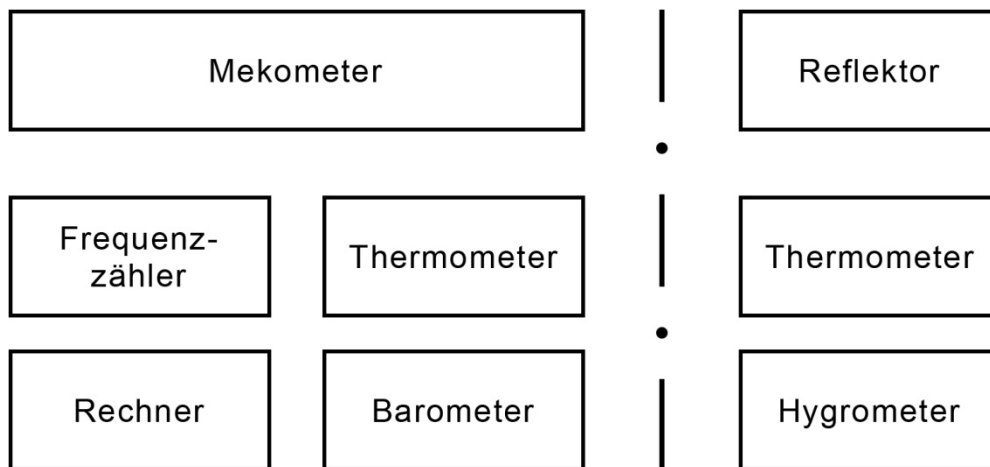 Mekometer
Reflektor
Frequenz-
zähler
Thermometer
Thermometer
Rechner
Barometer
Hygrometer